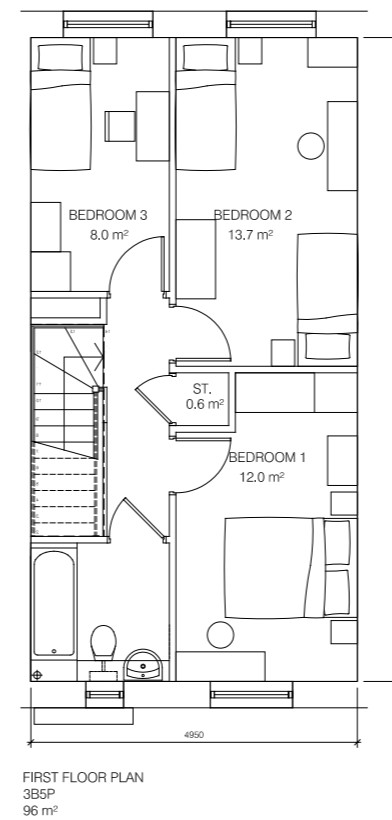 BEDROOM 3
8.0 m²
BEDROOM 2
13.7 m²
ST.
0.6 m²
BEDROOM 1
12.0 m²
4950
FIRST FLOOR PLAN
3B5P
96 m²